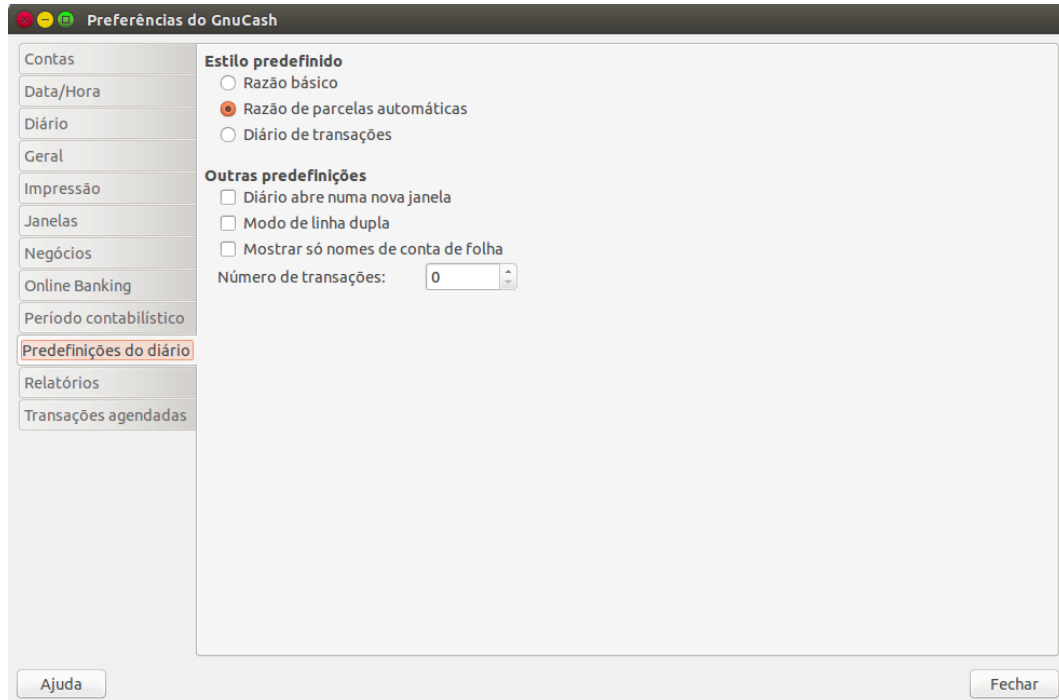 Preferências do GnuCash
Contas
Data/Hora
Diário
Geral
Impressão
Janelas
Negócios
Online Banking
Período contabilístico
Predefinições do diário
Relatórios
Transações agendadas
Estilo predefinido
Razão básico
Razão de parcelas automáticas
Diário de transações
Outras predefinições
Diário abre numa nova janela
Modo de linha dupla
Mostrar só nomes de conta de folha
Número de transações: 0
Ajuda
Fechar